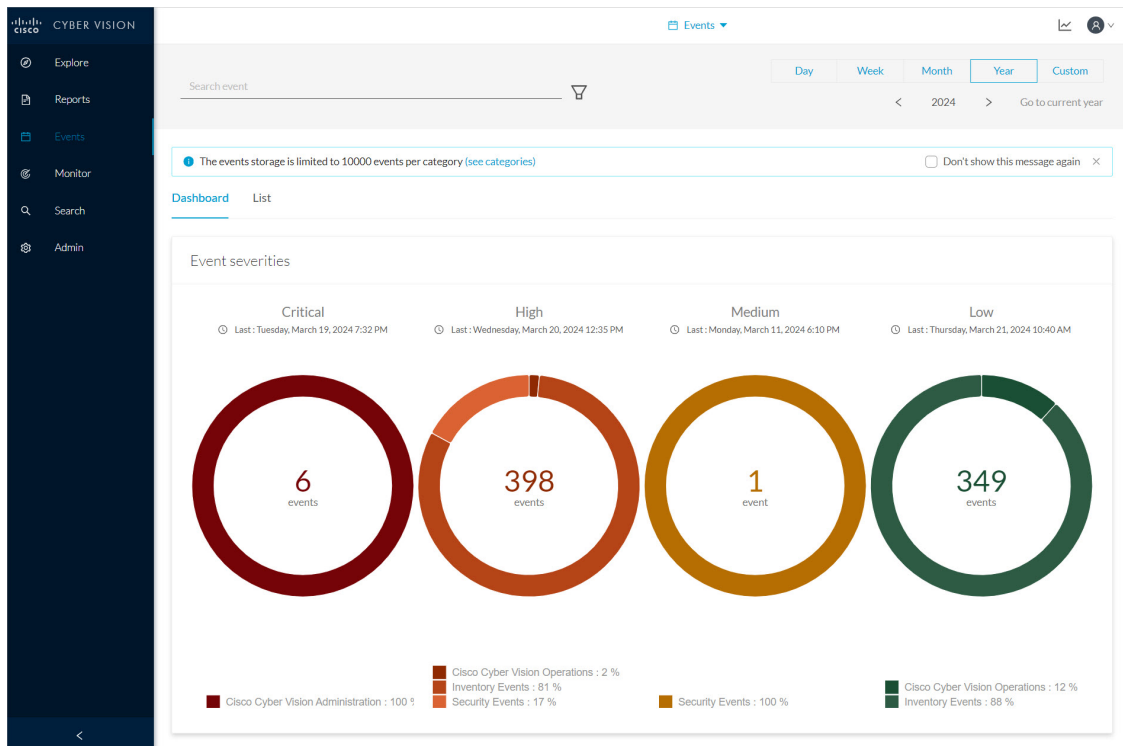 CISCO CYBER VISION
Events
Explore
Reports
Events
Monitor
Search
Admin
Search event
Day Week Month Year Custom
< 2024 > Go to current year
The events storage is limited to 10000 events per category (see categories)
Don't show this message again
Dashboard List
Event severities
Critical
Last : Tuesday, March 19, 2024 7:32 PM
High
Last : Wednesday, March 20, 2024 12:35 PM
Medium
Last : Monday, March 11, 2024 6:10 PM
Low
Last : Thursday, March 21, 2024 10:40 AM
6
events
398
events
1
event
349
events
Cisco Cyber Vision Administration : 100 %
Cisco Cyber Vision Operations : 2 %
Inventory Events : 81 %
Security Events : 17 %
Security Events : 100 %
Cisco Cyber Vision Operations : 12 %
Inventory Events : 88 %